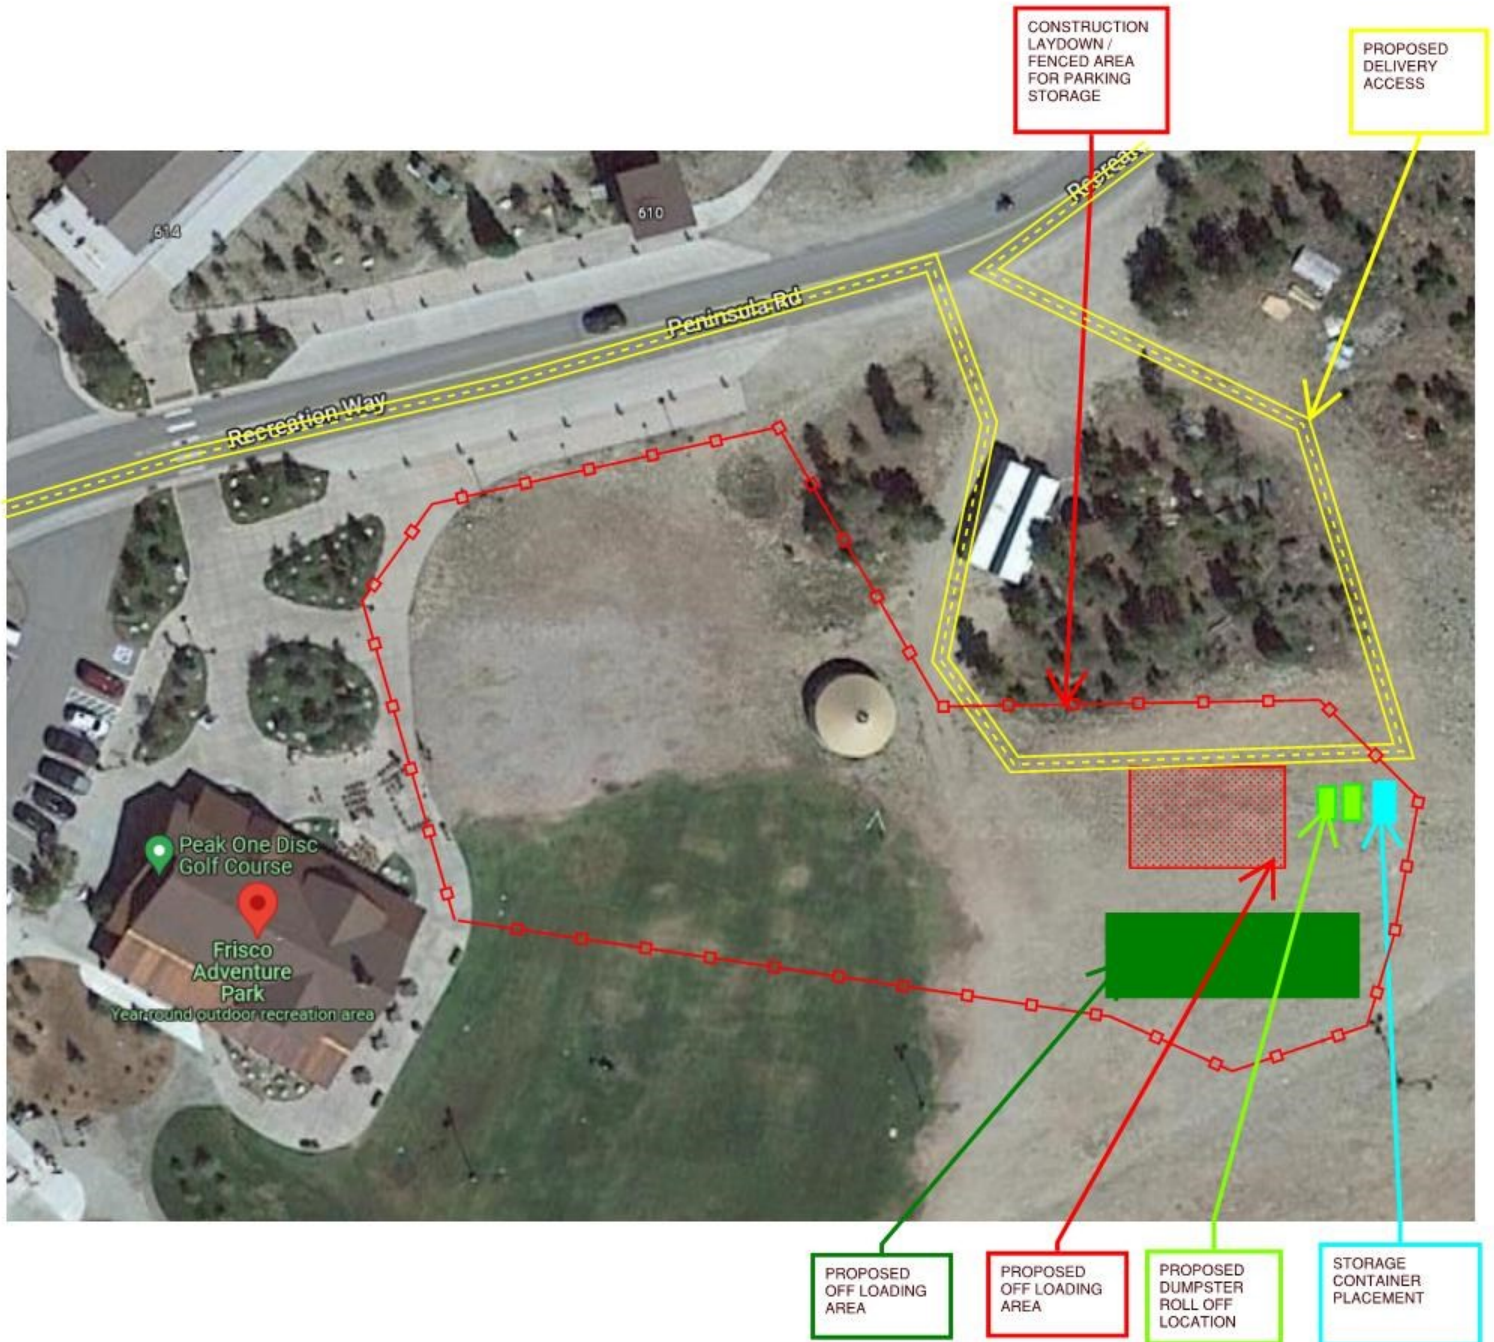 CONSTRUCTION
LAYDOWN /
FENCED AREA
FOR PARKING
STORAGE
PROPOSED
DELIVERY
ACCESS
614
610
Peninsula Rd
Recreation Way
Peak One Disc
Golf Course
Frisco
Adventure
Park
Year-round outdoor recreation area
PROPOSED
OFF LOADING
AREA
PROPOSED
OFF LOADING
AREA
PROPOSED
DUMPSTER
ROLL OFF
LOCATION
STORAGE
CONTAINER
PLACEMENT